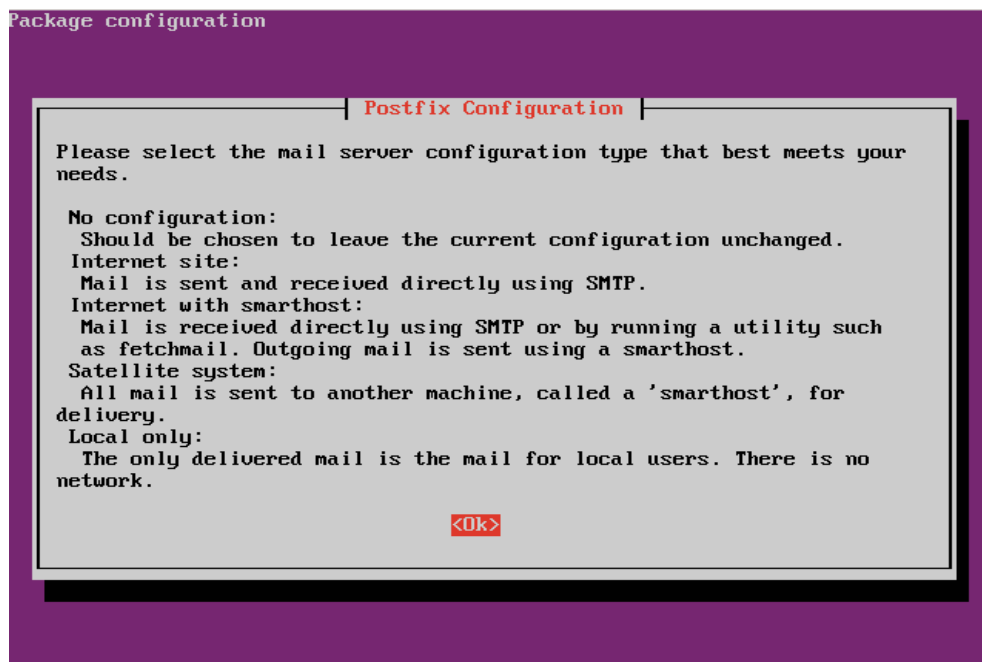 Package configuration
Postfix Configuration
Please select the mail server configuration type that best meets your
needs.
No configuration:
Should be chosen to leave the current configuration unchanged.
Internet site:
Mail is sent and received directly using SMTP.
Internet with smarthost:
Mail is received directly using SMTP or by running a utility such
as fetchmail. Outgoing mail is sent using a smarthost.
Satellite system:
All mail is sent to another machine, called a 'smarthost', for
delivery.
Local only:
The only delivered mail is the mail for local users. There is no
network.
<Ok>